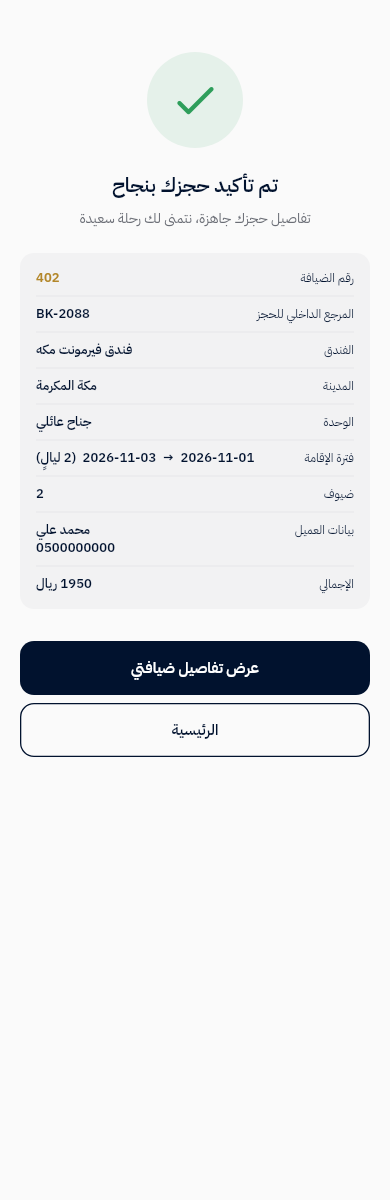 تم تأكيد حجزك بنجاح
تفاصيل حجزك جاهزة، نتمنى لك رحلة سعيدة
رقم الضيافة 402
المرجع الداخلي للحجز BK-2088
الفندق فندق فيرمونت مكه
المدينة مكة المكرمة
الوحدة جناح عائلي
فترة الإقامة 2026-11-01 → 2026-11-03 (2 ليالٍ)
ضيوف 2
بيانات العميل محمد علي
0500000000
الإجمالي 1950 ريال
عرض تفاصيل ضيافتي
الرئيسية